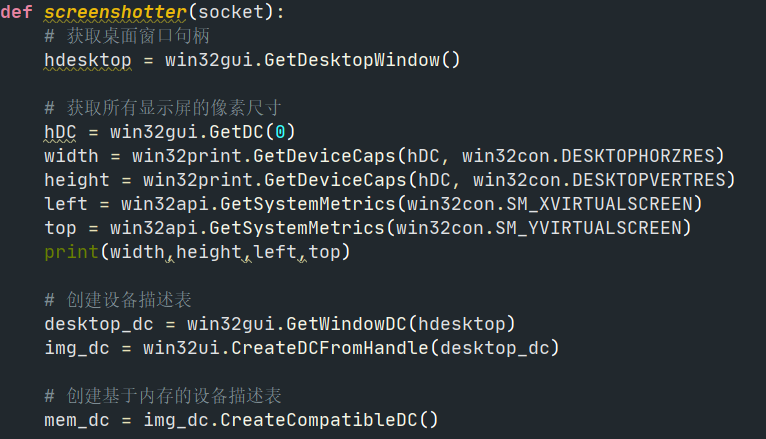 def screenshotter(socket):
# 获取桌面窗口句柄
hdesktop = win32gui.GetDesktopWindow()
# 获取所有显示屏的像素尺寸
hDC = win32gui.GetDC(0)
width = win32print.GetDeviceCaps(hDC, win32con.DESKTOPHORZRES)
height = win32print.GetDeviceCaps(hDC, win32con.DESKTOPVERTRES)
left = win32api.GetSystemMetrics(win32con.SM_XVIRTUALSCREEN)
top = win32api.GetSystemMetrics(win32con.SM_YVIRTUALSCREEN)
print(width,height,left,top)
# 创建设备描述表
desktop_dc = win32gui.GetWindowDC(hdesktop)
img_dc = win32ui.CreateDCFromHandle(desktop_dc)
# 创建基于内存的设备描述表
mem_dc = img_dc.CreateCompatibleDC()